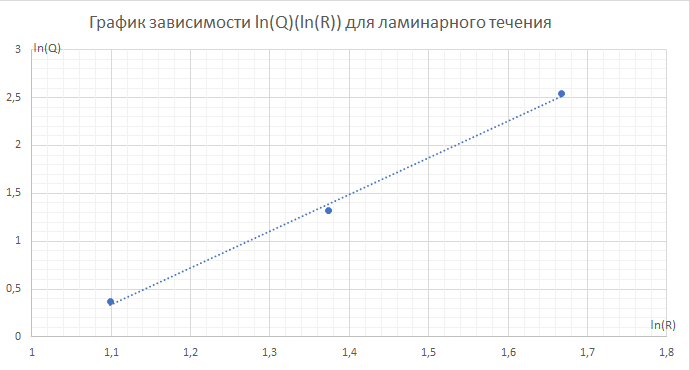 График зависимости ln(Q)(ln(R)) для ламинарного течения
ln(Q)
3
2,5
2
1,5
1
0,5
0
ln(R)
1 1,1 1,2 1,3 1,4 1,5 1,6 1,7 1,8